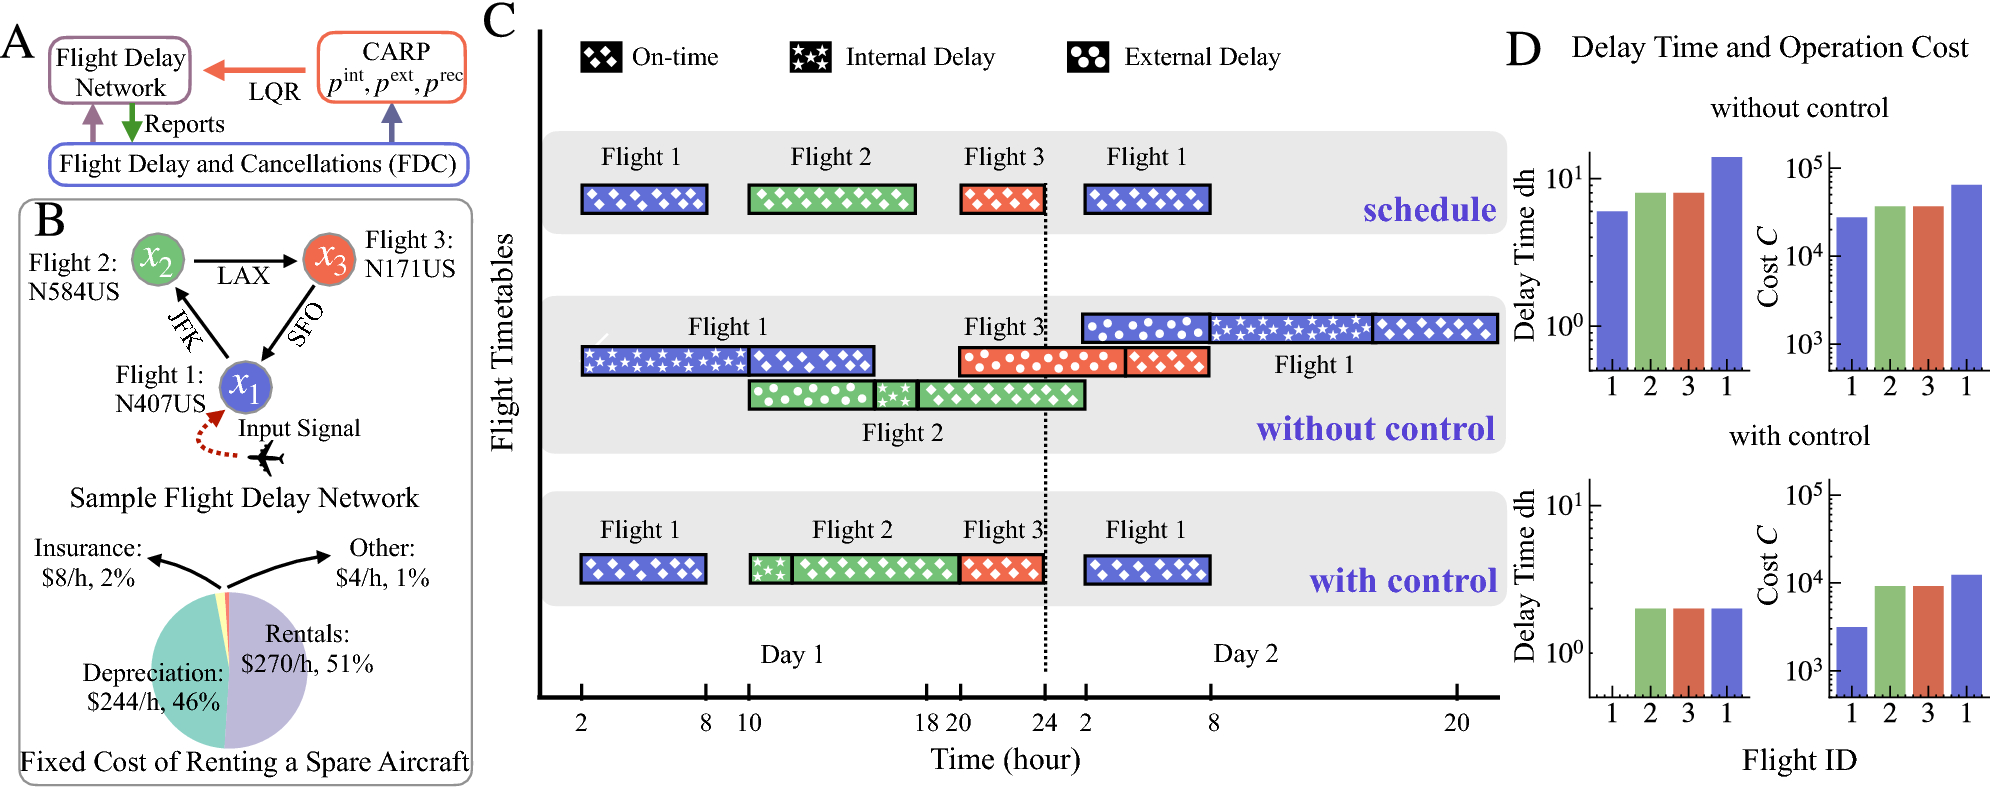 A
Flight Delay
Network
LQR
CARP
p^int, p^ext, p^rec
Reports
Flight Delay and Cancellations (FDC)
B
x2
LAX
x3
Flight 3:
N171US
Flight 2:
N584US
JFK
SFO
Flight 1:
N407US
x1
Input Signal
Sample Flight Delay Network
Insurance:
$8/h, 2%
Other:
$4/h, 1%
Rentals:
$270/h, 51%
Depreciation:
$244/h, 46%
Fixed Cost of Renting a Spare Aircraft
C
On-time
Internal Delay
External Delay
Flight Timetables
Flight 1
Flight 2
Flight 3
Flight 1
schedule
Flight 1
Flight 3
Flight 1
Flight 2
without control
Flight 1
Flight 2
Flight 3
Flight 1
with control
Day 1
Day 2
2 8 10 18 20 24 2 8 20
Time (hour)
D
Delay Time and Operation Cost
without control
Delay Time dh
10^1
10^0
1 2 3 1
Cost C
10^5
10^4
10^3
1 2 3 1
with control
Delay Time dh
10^1
10^0
1 2 3 1
Cost C
10^5
10^4
10^3
1 2 3 1
Flight ID